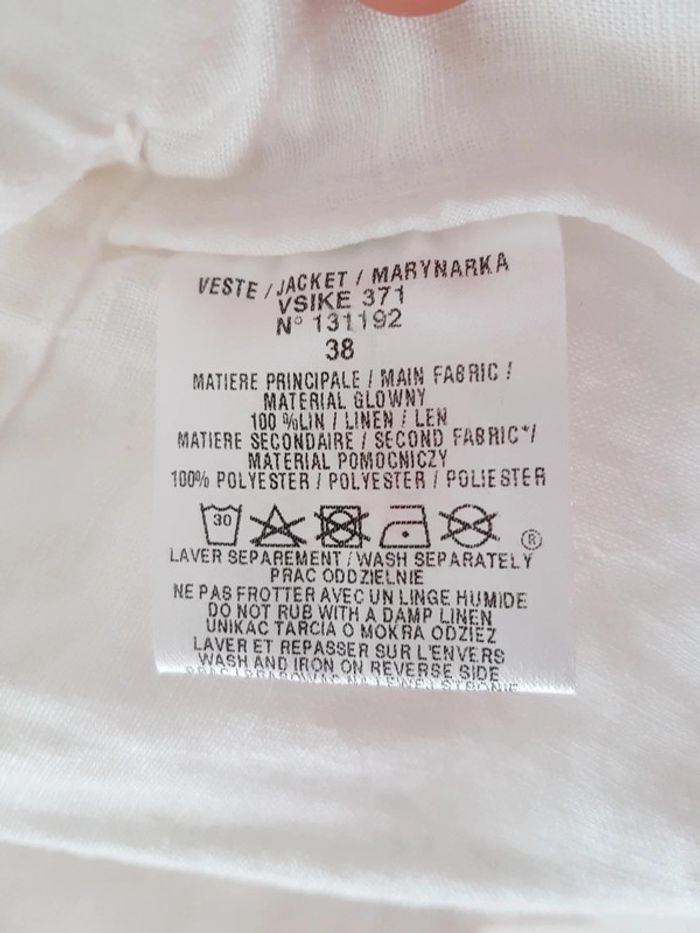 VESTE / JACKET / MARYNARKA
VSIKE 371
N° 131192
38
MATIERE PRINCIPALE / MAIN FABRIC /
MATERIAL GLOWNY
100 %LIN / LINEN / LEN
MATIERE SECONDAIRE / SECOND FABRIC*/
MATERIAL POMOCNICZY
100% POLYESTER / POLYESTER / POLIESTER
30
®
LAVER SEPAREMENT / WASH SEPARATELY
PRAC ODDZIELNIE
NE PAS FROTTER AVEC UN LINGE HUMIDE
DO NOT RUB WITH A DAMP LINEN
UNIKAC TARCIA O MOKRA ODZIEZ
LAVER ET REPASSER SUR L'ENVERS
WASH AND IRON ON REVERSE SIDE